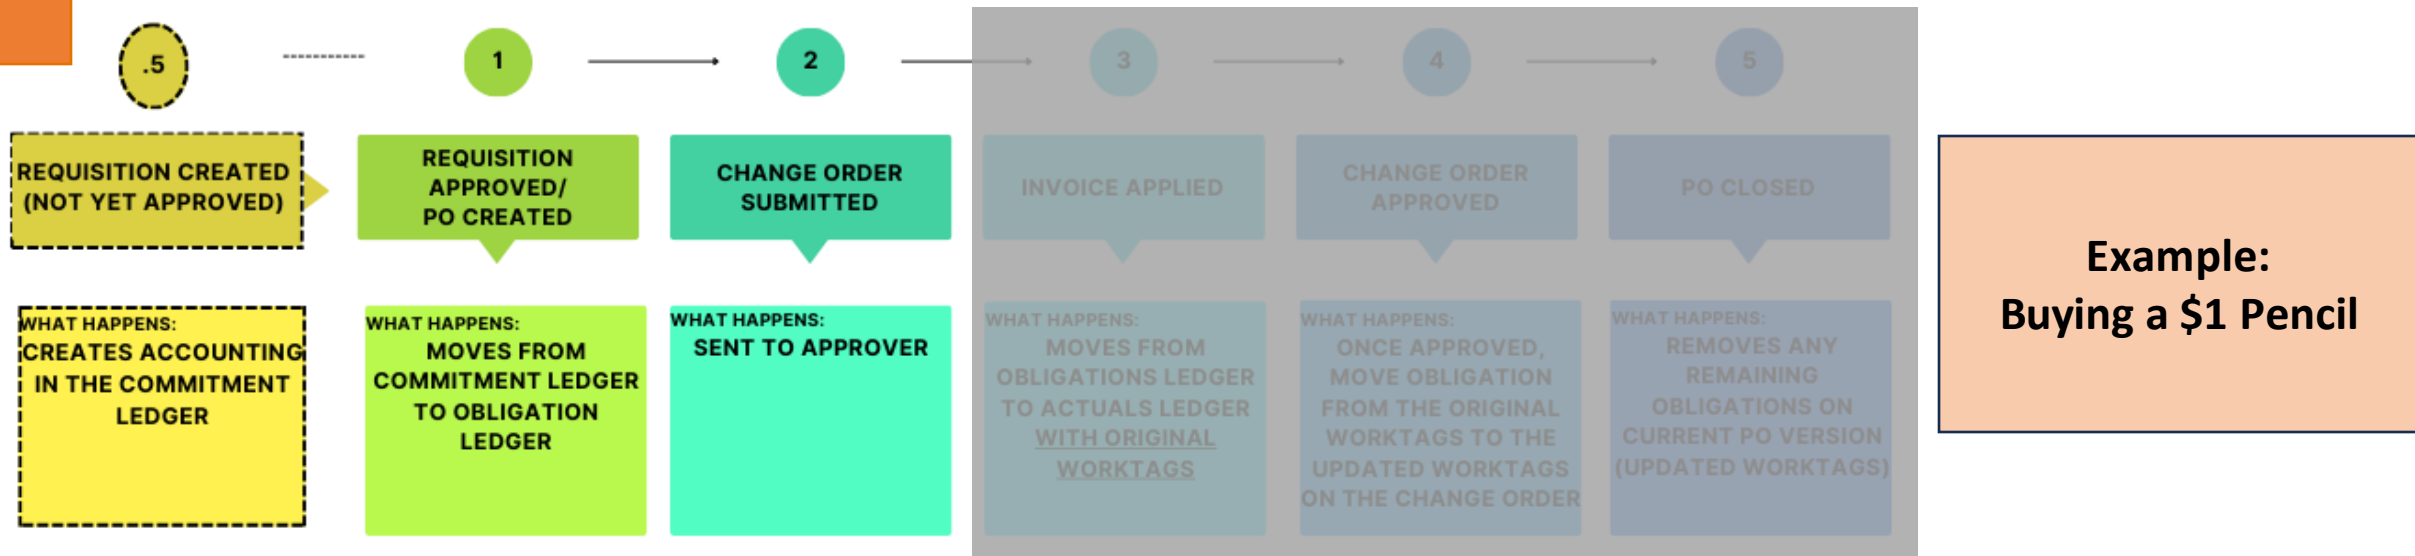 .5
1
2
3
4
5
REQUISITION CREATED
(NOT YET APPROVED)
REQUISITION
APPROVED/
PO CREATED
CHANGE ORDER
SUBMITTED
INVOICE APPLIED
CHANGE ORDER
APPROVED
PO CLOSED
WHAT HAPPENS:
CREATES ACCOUNTING
IN THE COMMITMENT
LEDGER
WHAT HAPPENS:
MOVES FROM
COMMITMENT LEDGER
TO OBLIGATION
LEDGER
WHAT HAPPENS:
SENT TO APPROVER
WHAT HAPPENS:
MOVES FROM
OBLIGATIONS LEDGER
TO ACTUALS LEDGER
WITH ORIGINAL
WORKTAGS
WHAT HAPPENS:
ONCE APPROVED,
MOVE OBLIGATION
FROM THE ORIGINAL
WORKTAGS TO THE
UPDATED WORKTAGS
ON THE CHANGE ORDER
WHAT HAPPENS:
REMOVES ANY
REMAINING
OBLIGATIONS ON
CURRENT PO VERSION
(UPDATED WORKTAGS)
Example:
Buying a $1 Pencil